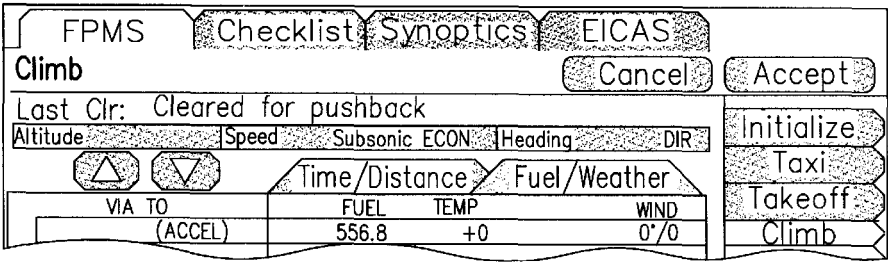 FPMS Checklist Synoptics EICAS
Climb Cancel Accept
Last Clr: Cleared for pushback
Initialize
Altitude Speed Subsonic ECON Heading DIR
Taxi
Time/Distance Fuel/Weather
Takeoff
VIA TO FUEL TEMP WIND
(ACCEL) 556.8 +0 0°/0
Climb